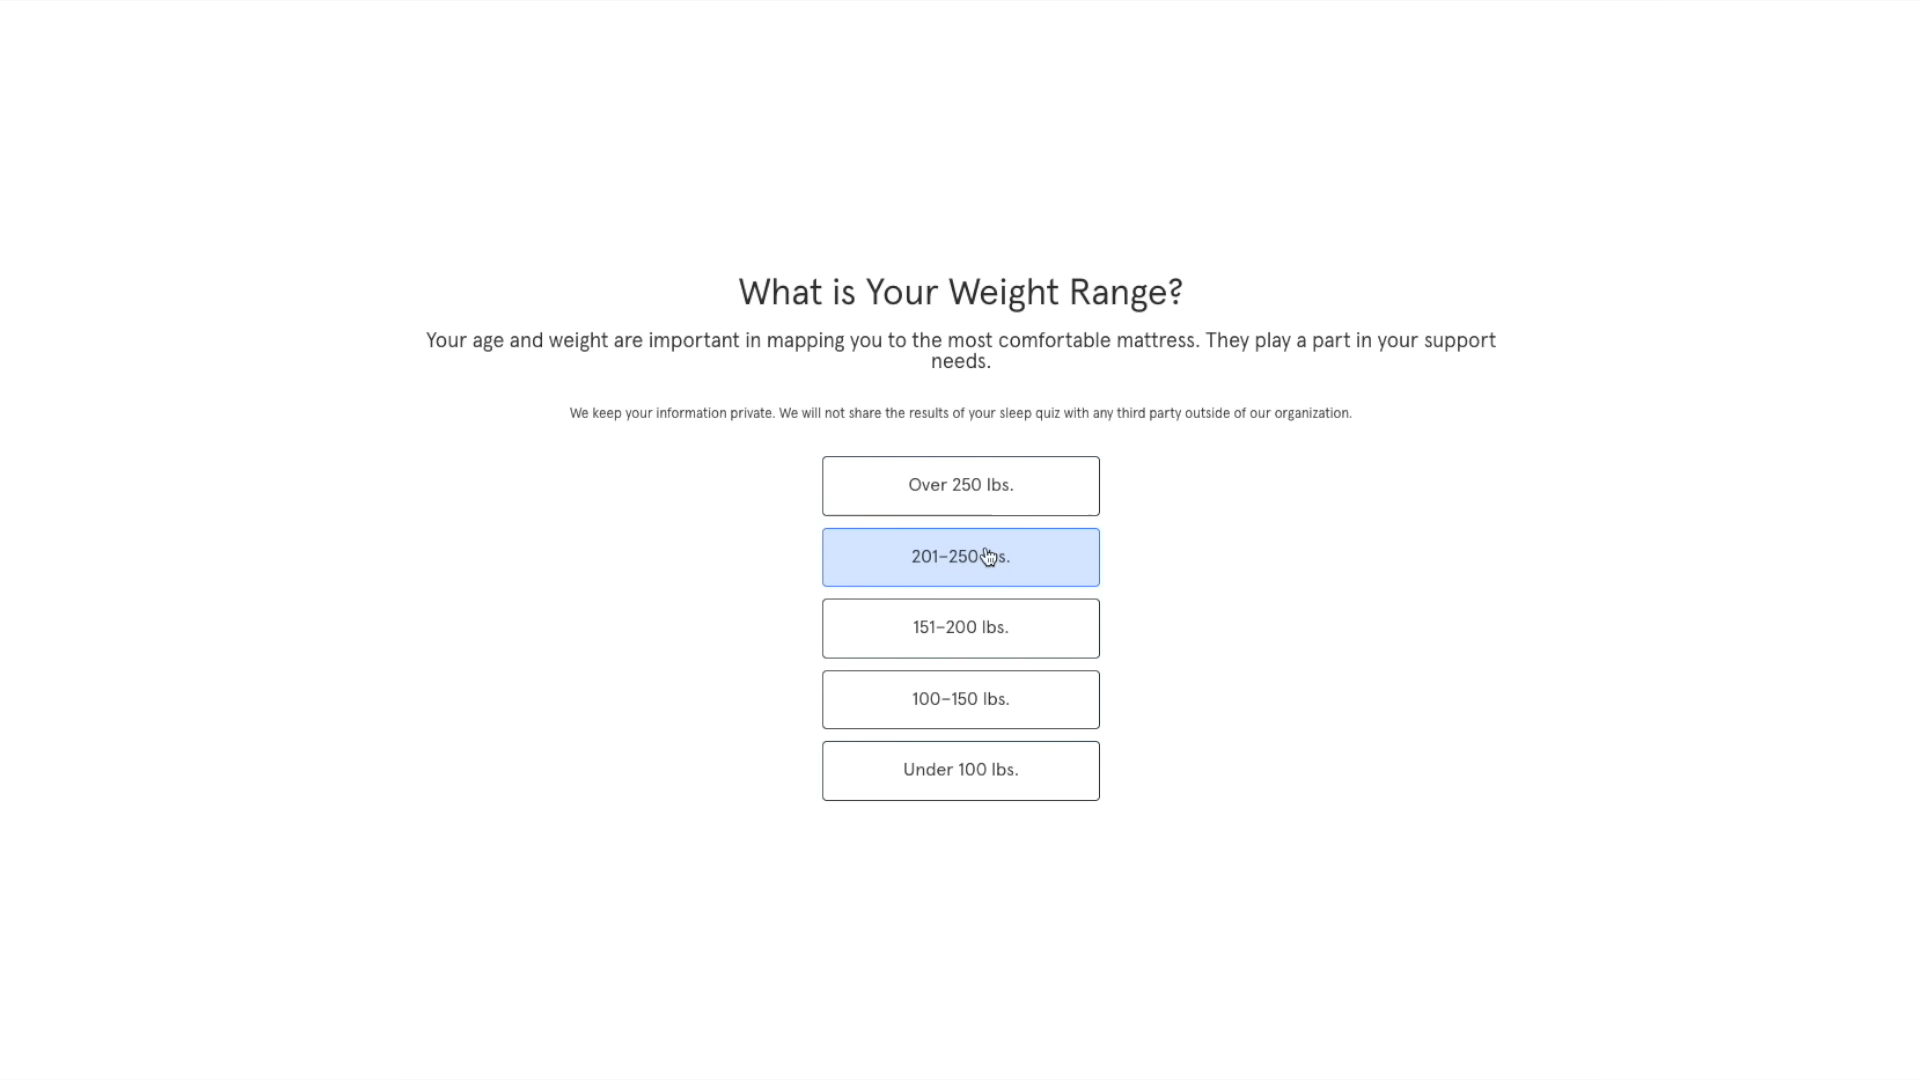 What is Your Weight Range?
Your age and weight are important in mapping you to the most comfortable mattress. They play a part in your support
needs.
We keep your information private. We will not share the results of your sleep quiz with any third party outside of our organization.
Over 250 lbs.
201–250 lbs.
151–200 lbs.
100–150 lbs.
Under 100 lbs.